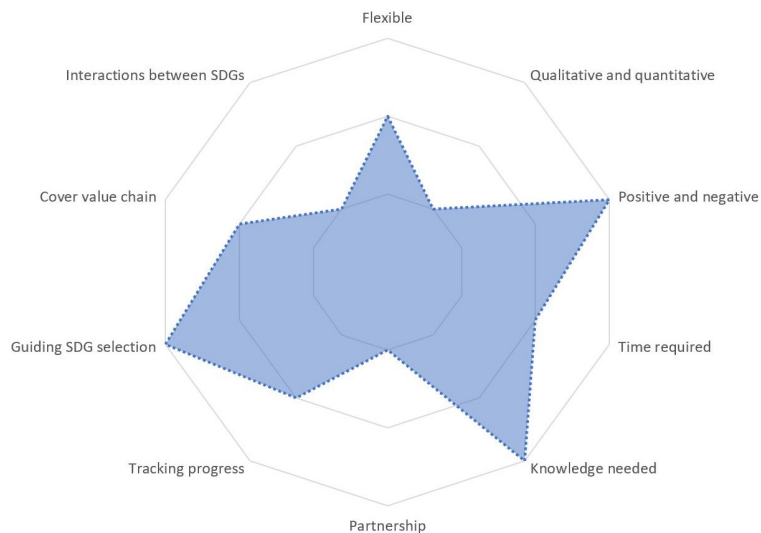 Flexible
Interactions between SDGs
Qualitative and quantitative
Cover value chain
Positive and negative
Guiding SDG selection
Time required
Tracking progress
Knowledge needed
Partnership